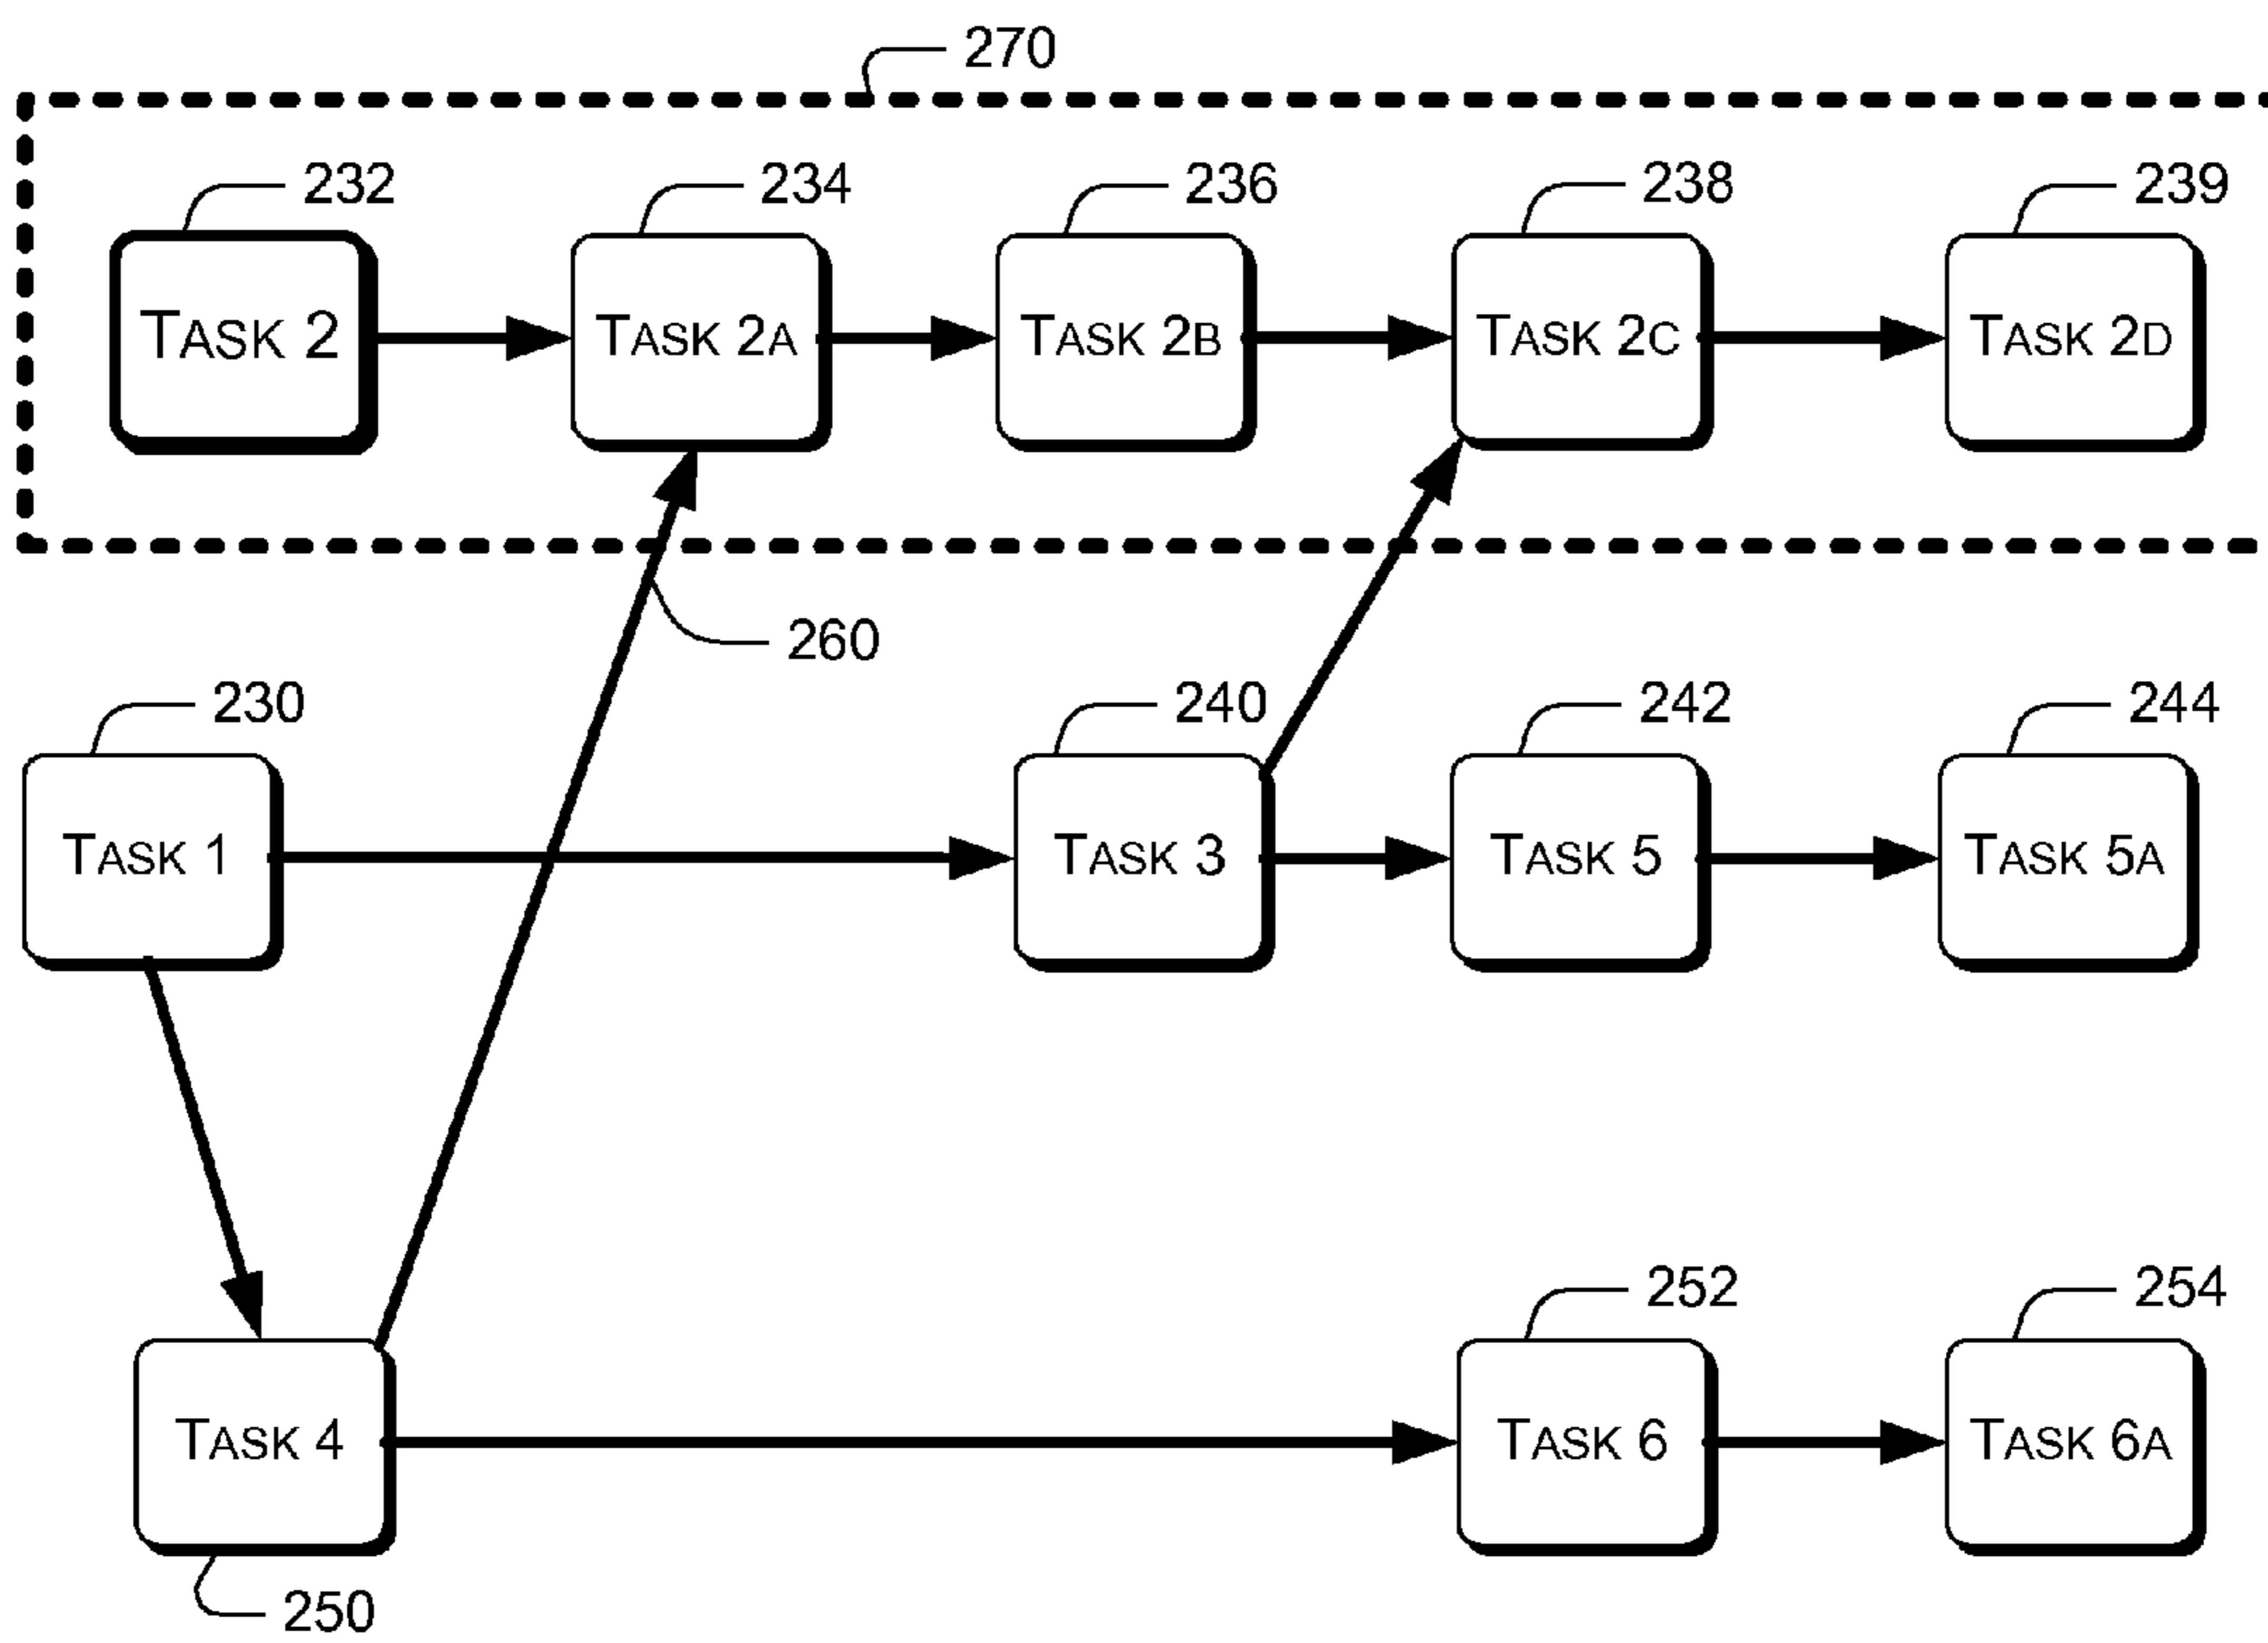 270
232
234
236
238
239
TASK 2
TASK 2A
TASK 2B
TASK 2C
TASK 2D
260
230
240
242
244
TASK 1
TASK 3
TASK 5
TASK 5A
252
254
TASK 4
TASK 6
TASK 6A
250